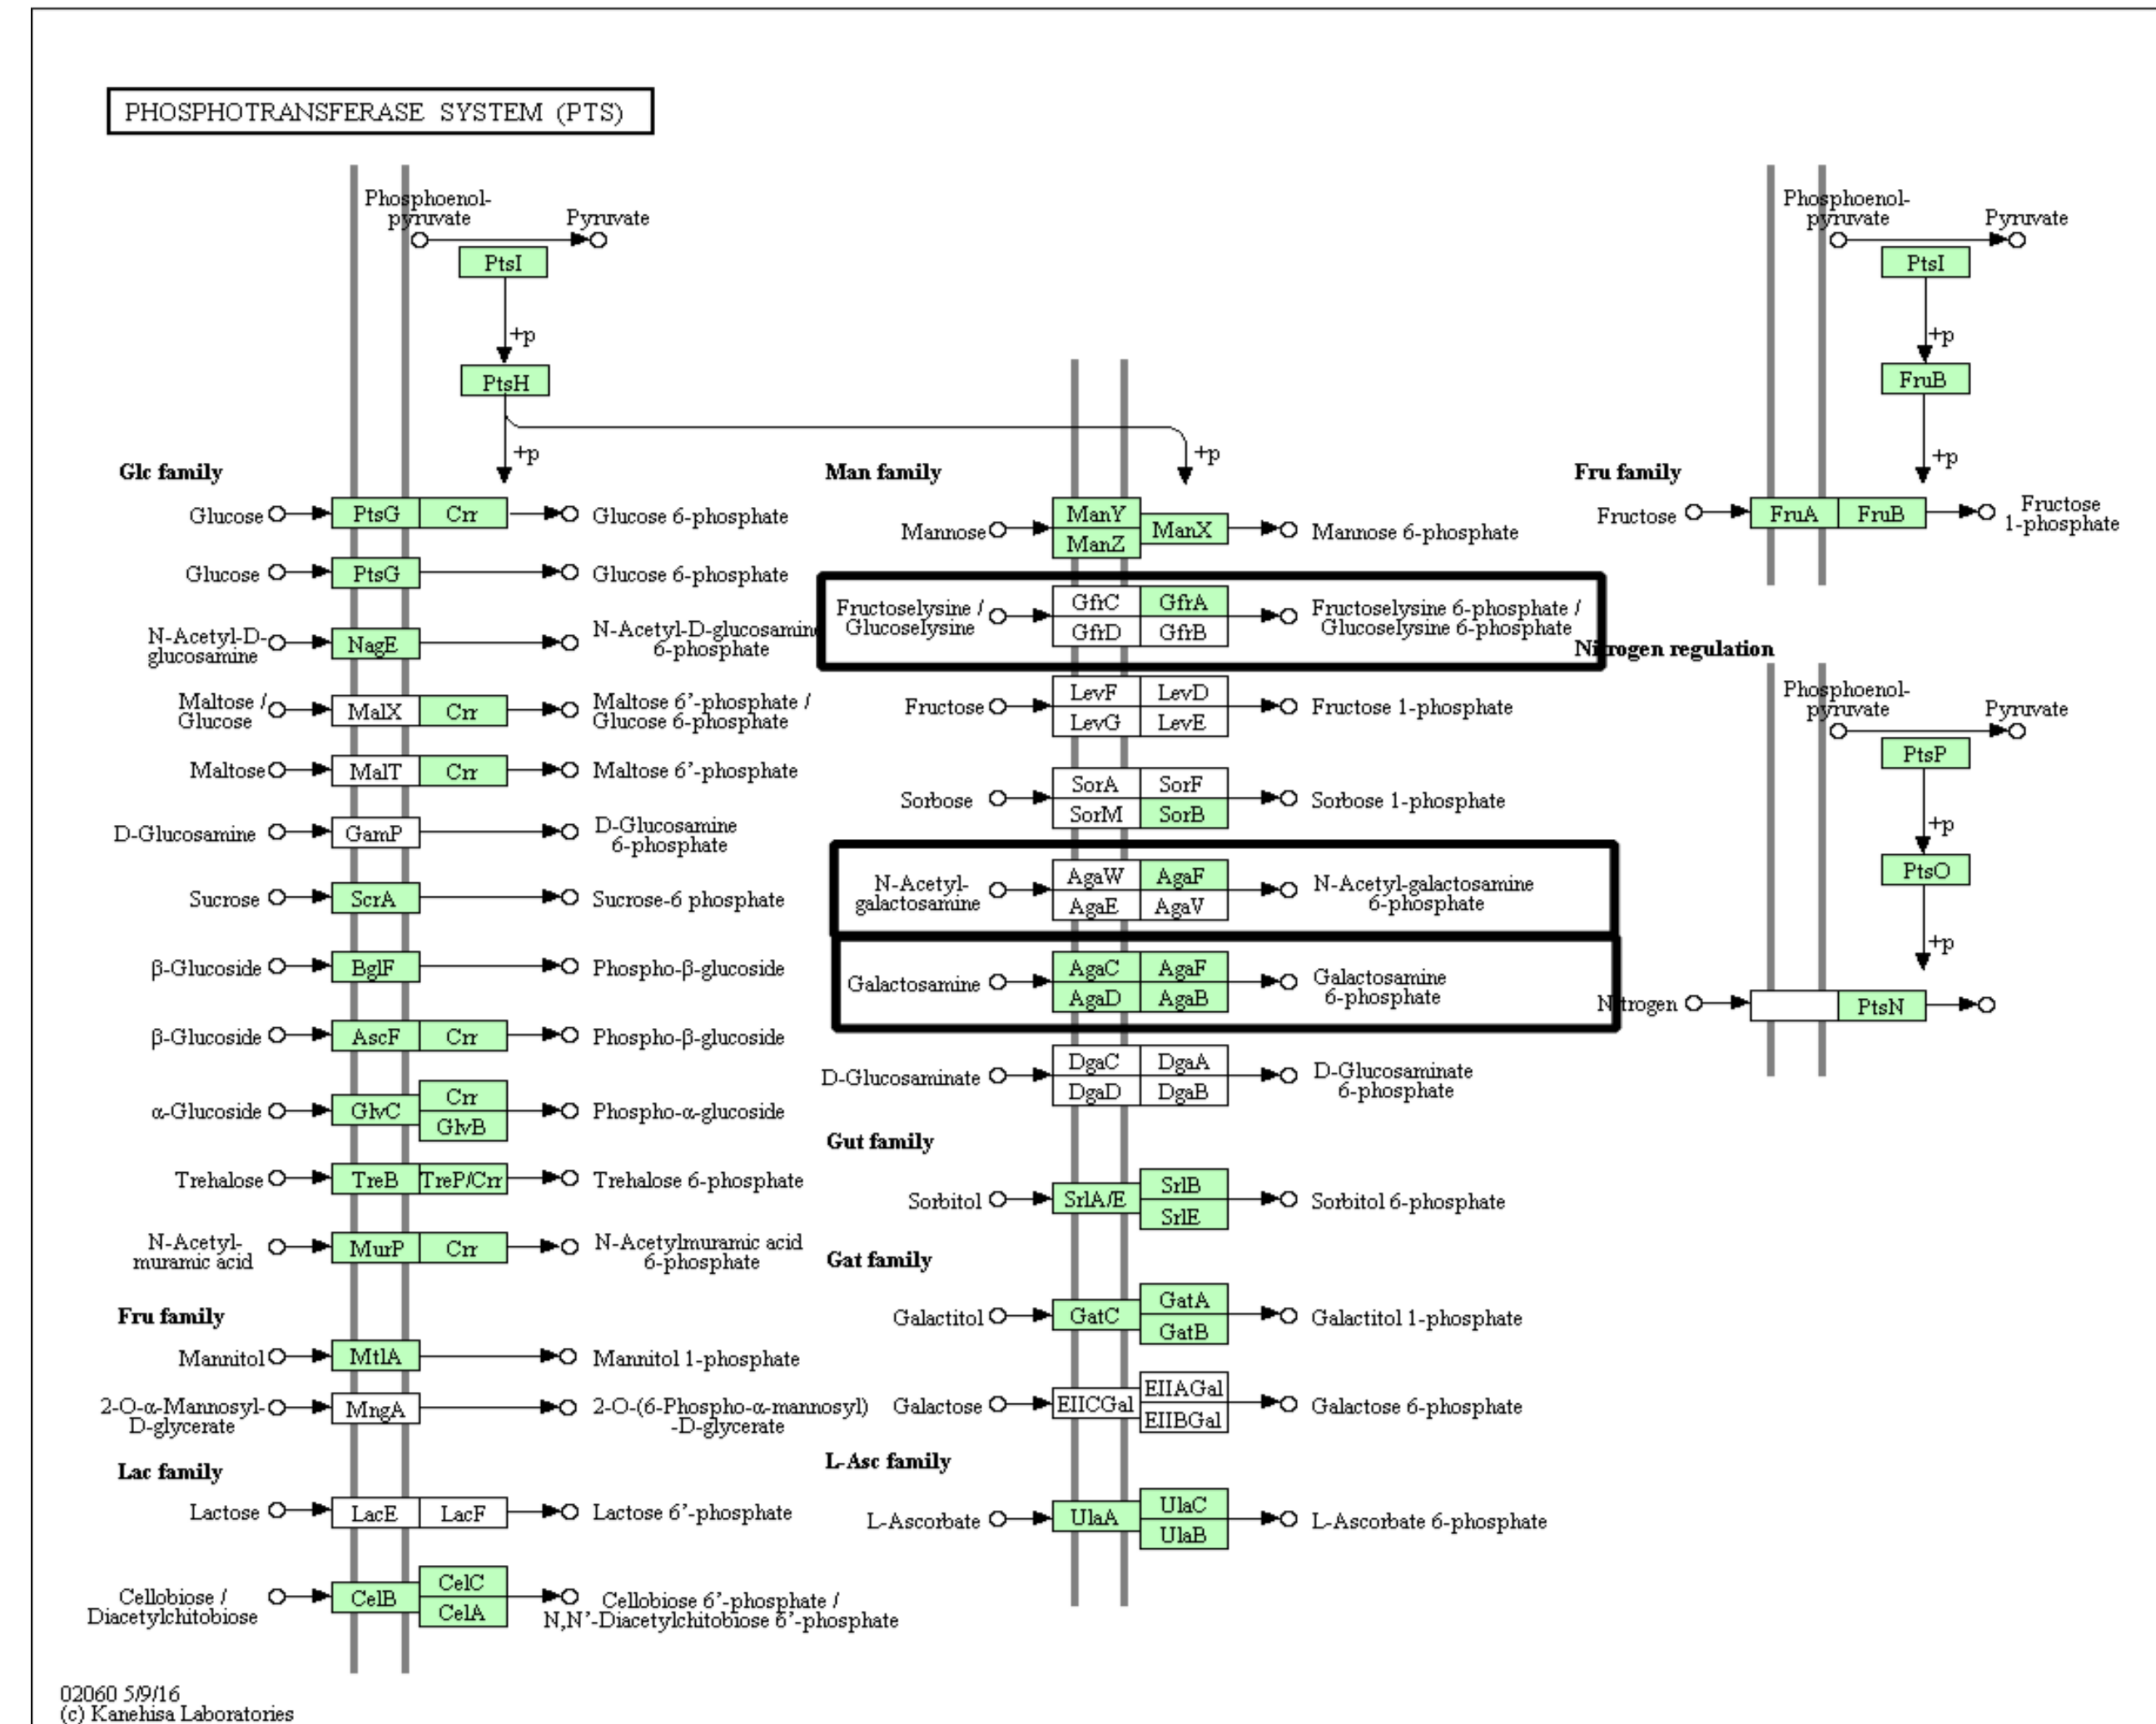 PHOSPHOTRANSFERASE SYSTEM (PTS)
Phosphoenol-
pyruvate
Pyruvate
PtsI
+p
PtsH
+p
+p
Glc family
Glucose
PtsG
Crr
Glucose 6-phosphate
Glucose
PtsG
Glucose 6-phosphate
N-Acetyl-D-
glucosamine
NagE
N-Acetyl-D-glucosamine
6-phosphate
Maltose /
Glucose
MalX
Crr
Maltose 6'-phosphate /
Glucose 6-phosphate
Maltose
MalT
Crr
Maltose 6'-phosphate
D-Glucosamine
GamP
D-Glucosamine
6-phosphate
Sucrose
ScrA
Sucrose-6 phosphate
β-Glucoside
BglF
Phospho-β-glucoside
β-Glucoside
AscF
Crr
Phospho-β-glucoside
α-Glucoside
GlvC
Crr
GlvB
Phospho-α-glucoside
Trehalose
TreB
TreP/Crr
Trehalose 6-phosphate
N-Acetyl-
muramic acid
MurP
Crr
N-Acetylmuramic acid
6-phosphate
Fru family
Mannitol
MtlA
Mannitol 1-phosphate
2-O-α-Mannosyl-
D-glycerate
MngA
2-O-(6-Phospho-α-mannosyl)
-D-glycerate
Lac family
Lactose
LacE
LacF
Lactose 6'-phosphate
Cellobiose /
Diacetylchitobiose
CelB
CelC
CelA
Cellobiose 6'-phosphate /
N,N'-Diacetylchitobiose 6'-phosphate
Man family
Mannose
ManY
ManZ
ManX
Mannose 6-phosphate
Fructoselysine /
Glucoselysine
GfrC
GfrA
GfrD
GfrB
Fructoselysine 6-phosphate /
Glucoselysine 6-phosphate
Fructose
LevF
LevD
LevG
LevE
Fructose 1-phosphate
Sorbose
SorA
SorF
SorM
SorB
Sorbose 1-phosphate
N-Acetyl-
galactosamine
AgaW
AgaF
AgaE
AgaV
N-Acetyl-galactosamine
6-phosphate
Galactosamine
AgaC
AgaF
AgaD
AgaB
Galactosamine
6-phosphate
D-Glucosaminate
DgaC
DgaA
DgaD
DgaB
D-Glucosaminate
6-phosphate
Gut family
Sorbitol
SrlA/E
SrlB
SrlE
Sorbitol 6-phosphate
Gat family
Galactitol
GatC
GatA
GatB
Galactitol 1-phosphate
Galactose
EIICGal
EIIAGal
EIIBGal
Galactose 6-phosphate
L-Asc family
L-Ascorbate
UlaA
UlaC
UlaB
L-Ascorbate 6-phosphate
Phosphoenol-
pyruvate
Pyruvate
PtsI
+p
FruB
+p
Fru family
Fructose
FruA
FruB
Fructose
1-phosphate
Nitrogen regulation
Phosphoenol-
pyruvate
Pyruvate
PtsP
+p
PtsO
+p
Nitrogen
PtsN
02060 5/9/16
(c) Kanehisa Laboratories